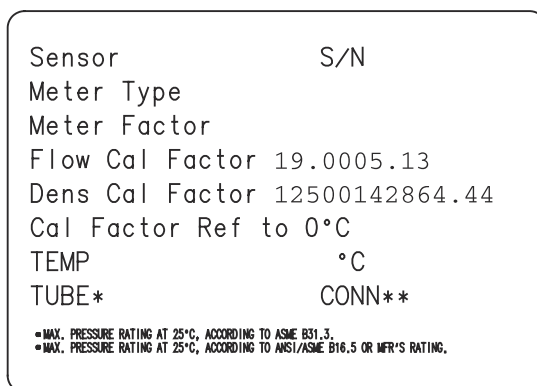 Sensor S/N
Meter Type
Meter Factor
Flow Cal Factor 19.0005.13
Dens Cal Factor 12500142864.44
Cal Factor Ref to 0°C
TEMP °C
TUBE* CONN**
*MAX. PRESSURE RATING AT 25°C, ACCORDING TO ASME B31.3.
*MAX. PRESSURE RATING AT 25°C, ACCORDING TO ANSI/ASME B16.5 OR MFR'S RATING.